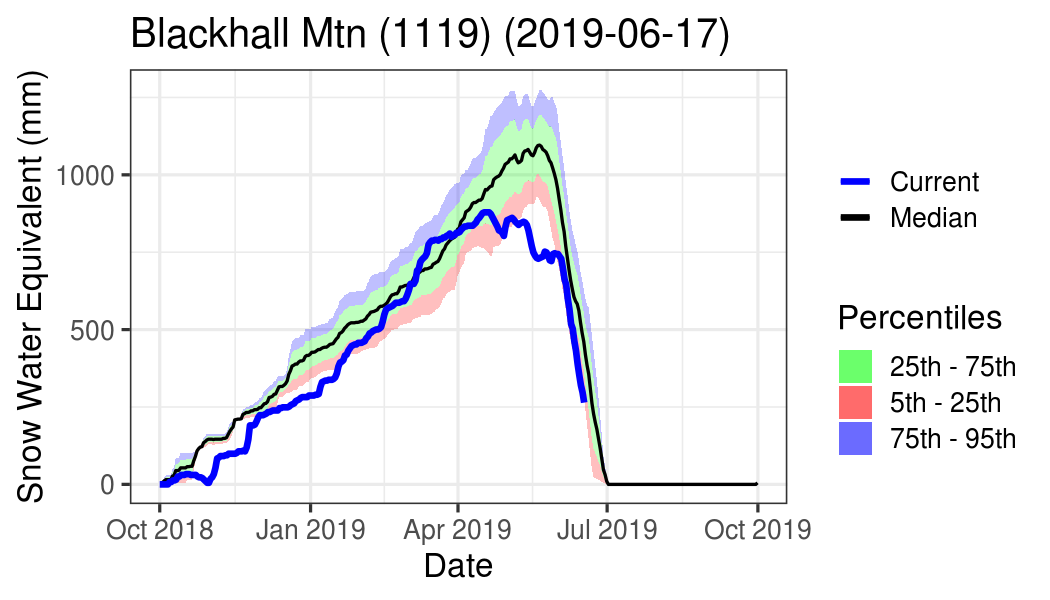 Blackhall Mtn (1119) (2019-06-17)
Snow Water Equivalent (mm)
1000
500
0
Oct 2018
Jan 2019
Apr 2019
Jul 2019
Oct 2019
Date
Current
Median
Percentiles
25th - 75th
5th - 25th
75th - 95th